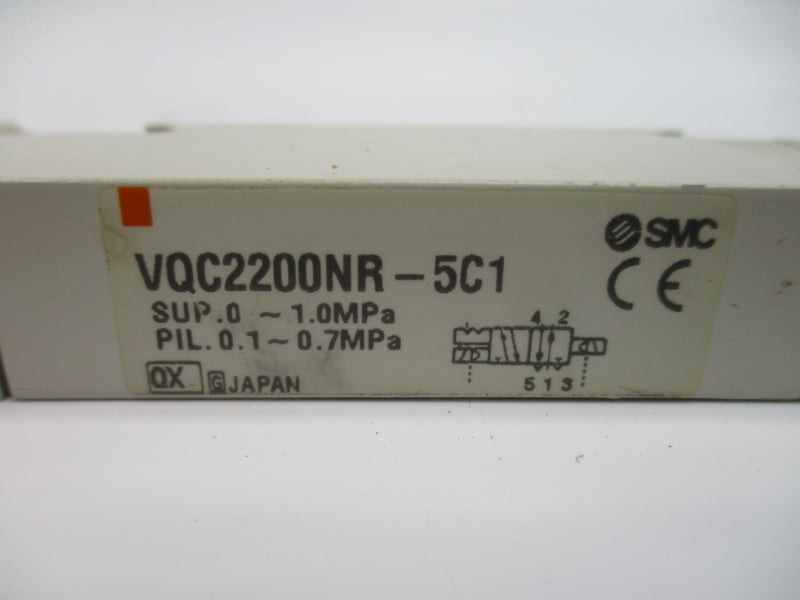 SMC
VQC2200NR-5C1
CE
SUP.0 ~ 1.0MPa
PIL.0.1~0.7MPa
4 2
QX G JAPAN
5 1 3